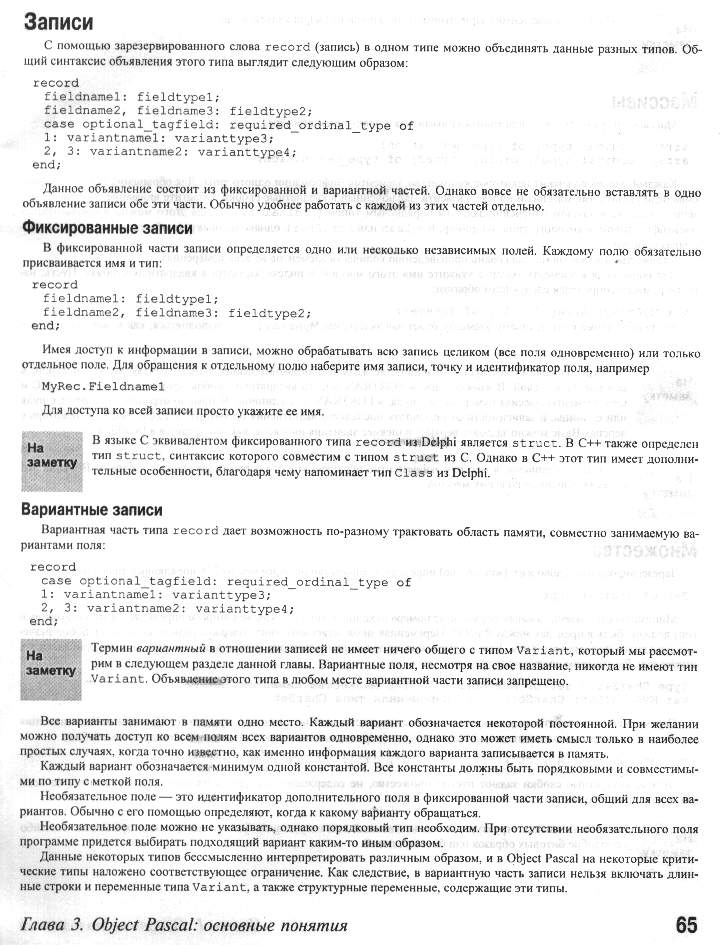 Записи
С помощью зарезервированного слова record (запись) в одном типе можно объединять данные разных типов. Об-
щий синтаксис объявления этого типа выглядит следующим образом:
record
fieldname1: fieldtype1;
fieldname2, fieldname3: fieldtype2;
case optional_tagfield: required_ordinal_type of
1: variantname1: varianttype3;
2, 3: variantname2: varianttype4;
end;
Данное объявление состоит из фиксированной и вариантной частей. Однако вовсе не обязательно вставлять в одно
объявление записи обе эти части. Обычно удобнее работать с каждой из этих частей отдельно.
Фиксированные записи
В фиксированной части записи определяется одно или несколько независимых полей. Каждому полю обязательно
присваивается имя и тип:
record
fieldname1: fieldtype1;
fieldname2, fieldname3: fieldtype2;
end;
Имея доступ к информации в записи, можно обрабатывать всю запись целиком (все поля одновременно) или только
отдельное поле. Для обращения к отдельному полю наберите имя записи, точку и идентификатор поля, например
MyRec.Fieldname1
Для доступа ко всей записи просто укажите ее имя.
На
заметку
В языке C эквивалентом фиксированного типа record из Delphi является struct. В C++ также определен
тип struct, синтаксис которого совместим с типом struct из C. Однако в C++ этот тип имеет дополни-
тельные особенности, благодаря чему напоминает тип Class из Delphi.
Вариантные записи
Вариантная часть типа record дает возможность по-разному трактовать область памяти, совместно занимаемую ва-
риантами поля:
record
case optional_tagfield: required_ordinal_type of
1: variantname1: varianttype3;
2, 3: variantname2: varianttype4;
end;
На
заметку
Термин вариантный в отношении записей не имеет ничего общего с типом Variant, который мы рассмот-
рим в следующем разделе данной главы. Вариантные поля, несмотря на свое название, никогда не имеют тип
Variant. Объявление этого типа в любом месте вариантной части записи запрещено.
Все варианты занимают в памяти одно место. Каждый вариант обозначается некоторой постоянной. При желании
можно получать доступ ко всем полям всех вариантов одновременно, однако это может иметь смысл только в наиболее
простых случаях, когда точно известно, как именно информация каждого варианта записывается в память.
Каждый вариант обозначается минимум одной константой. Все константы должны быть порядковыми и совместимы-
ми по типу с меткой поля.
Необязательное поле — это идентификатор дополнительного поля в фиксированной части записи, общий для всех ва-
риантов. Обычно с его помощью определяют, когда к какому варианту обращаться.
Необязательное поле можно не указывать, однако порядковый тип необходим. При отсутствии необязательного поля
программе придется выбирать подходящий вариант каким-то иным образом.
Данные некоторых типов бессмысленно интерпретировать различным образом, и в Object Pascal на некоторые крити-
ческие типы наложено соответствующее ограничение. Как следствие, в вариантную часть записи нельзя включать длин-
ные строки и переменные типа Variant, а также структурные переменные, содержащие эти типы.
Глава 3. Object Pascal: основные понятия 65